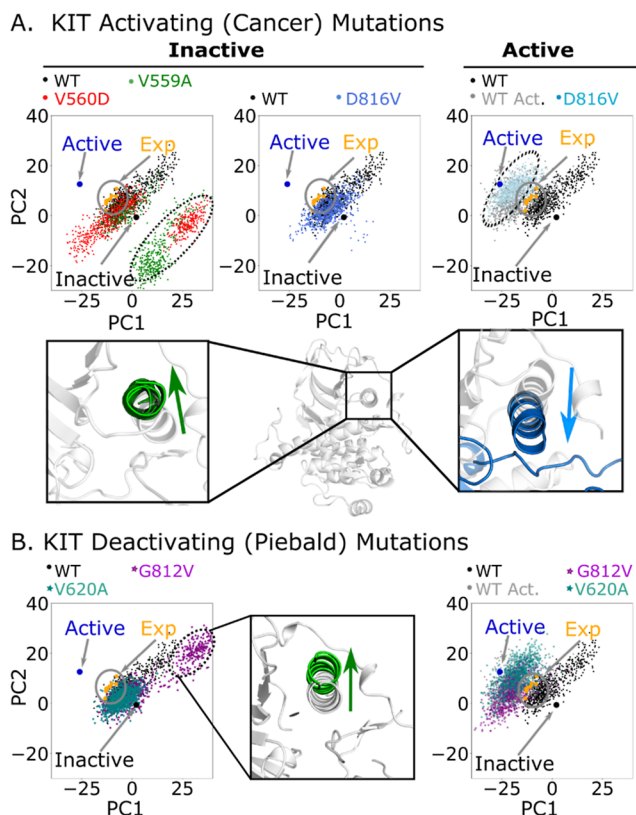 A. KIT Activating (Cancer) Mutations
Inactive
Active
•WT •V559A
•V560D
•WT •D816V
•WT
•WT Act. •D816V
40
20
0
−20
PC2
Active
Exp
Inactive
−25 0 25
PC1
Active
Exp
Inactive
−25 0 25
PC1
40
20
0
−20
Active
Exp
Inactive
−25 0 25
PC1
B. KIT Deactivating (Piebald) Mutations
•WT ★G812V
★V620A
•WT ★G812V
•WT Act. ★V620A
40
20
0
−20
PC2
Active
Exp
Inactive
−25 0 25
PC1
40
20
0
−20
Active
Exp
Inactive
−25 0 25
PC1